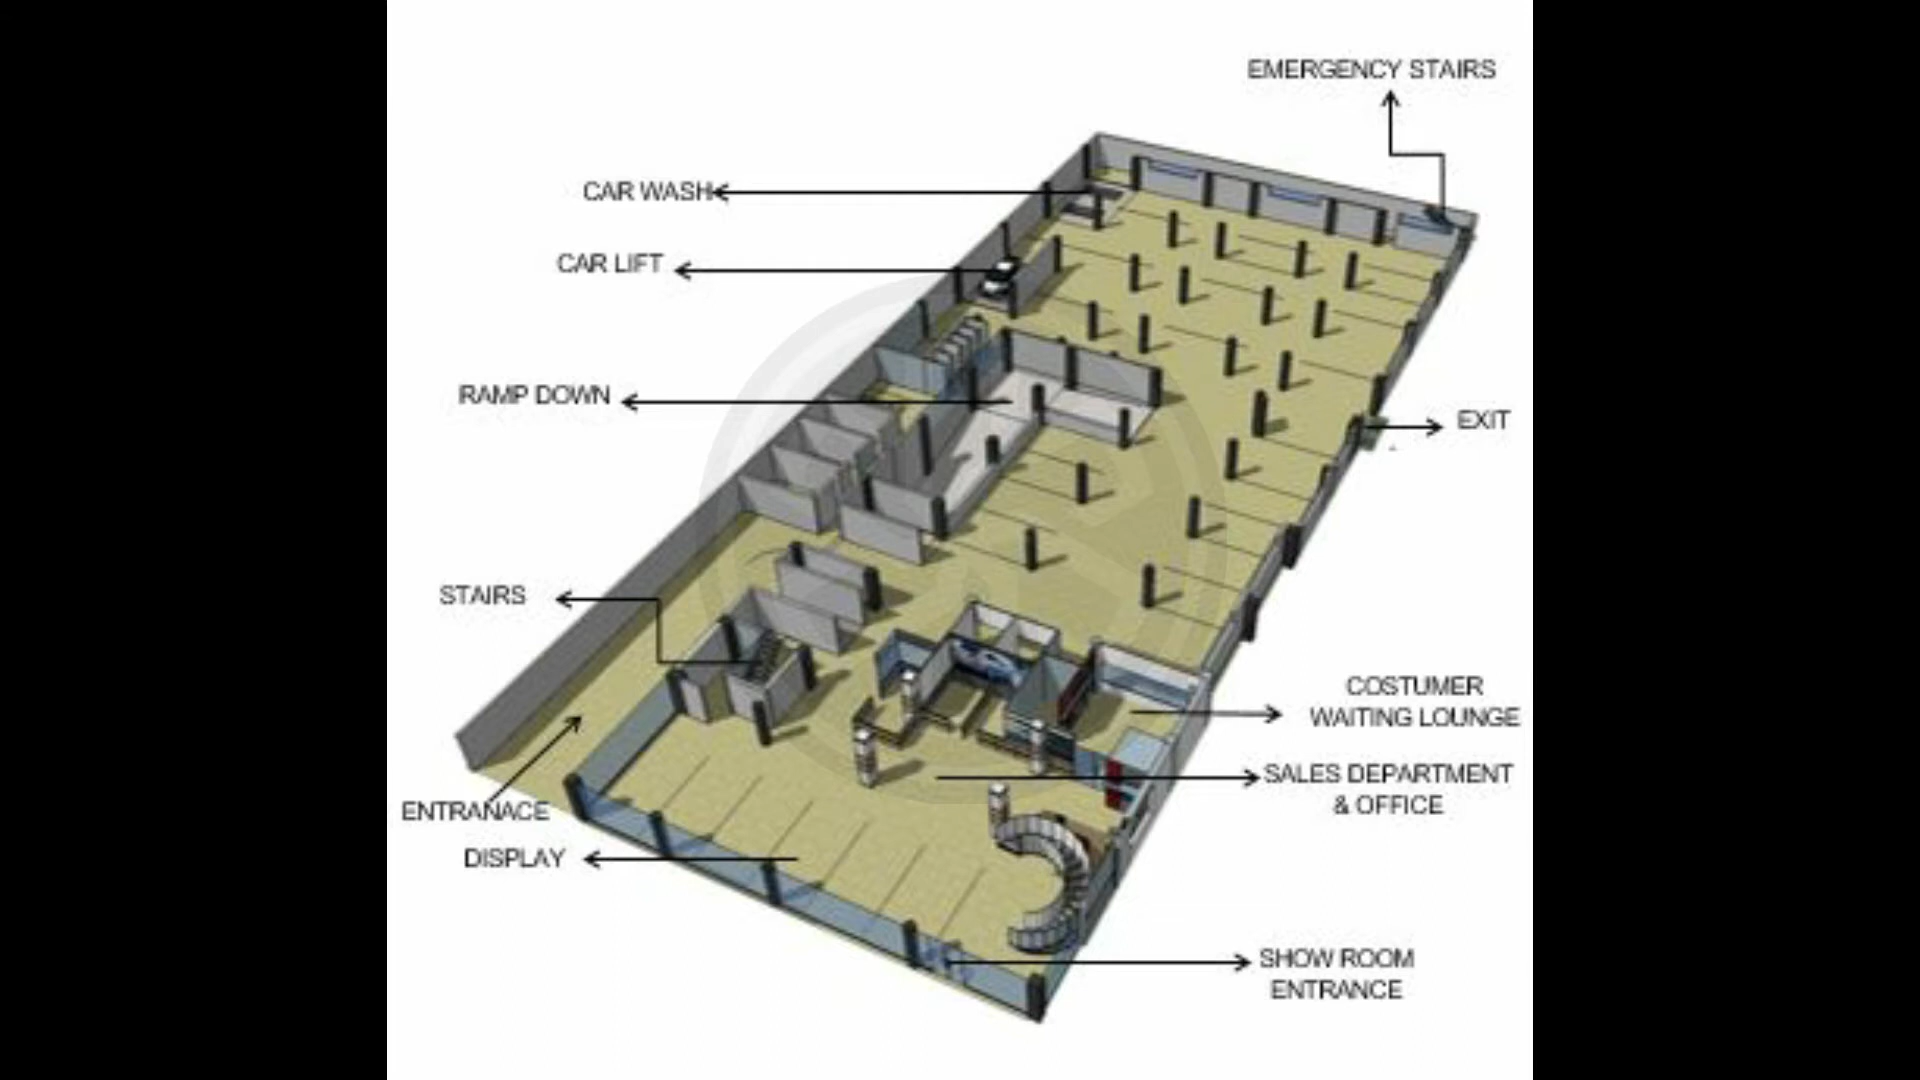 EMERGENCY STAIRS
CAR WASH
CAR LIFT
RAMP DOWN
EXIT
STAIRS
COSTUMER
WAITING LOUNGE
SALES DEPARTMENT
& OFFICE
ENTRANACE
DISPLAY
SHOW ROOM
ENTRANCE